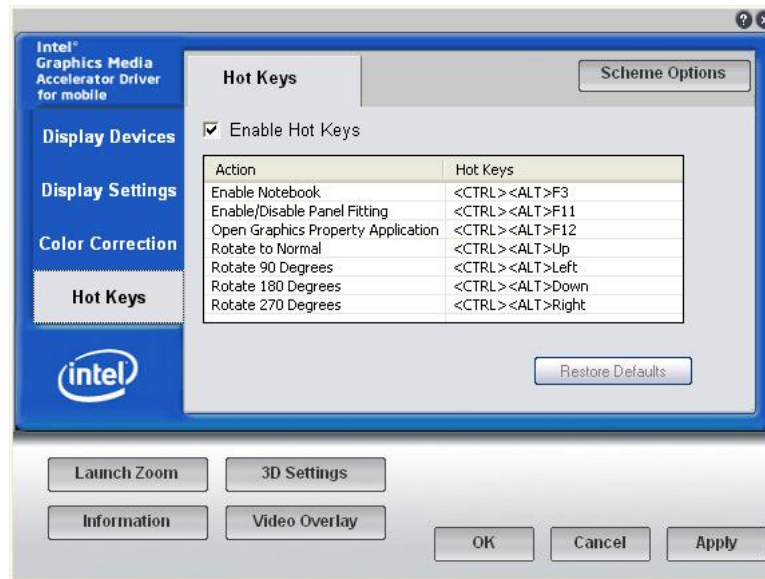 Intel®
Graphics Media
Accelerator Driver
for mobile
Display Devices
Display Settings
Color Correction
Hot Keys
intel
Hot Keys
Scheme Options
Enable Hot Keys
Action Hot Keys
Enable Notebook <CTRL><ALT>F3
Enable/Disable Panel Fitting <CTRL><ALT>F11
Open Graphics Property Application <CTRL><ALT>F12
Rotate to Normal <CTRL><ALT>Up
Rotate 90 Degrees <CTRL><ALT>Left
Rotate 180 Degrees <CTRL><ALT>Down
Rotate 270 Degrees <CTRL><ALT>Right
Restore Defaults
Launch Zoom
3D Settings
Information
Video Overlay
OK
Cancel
Apply